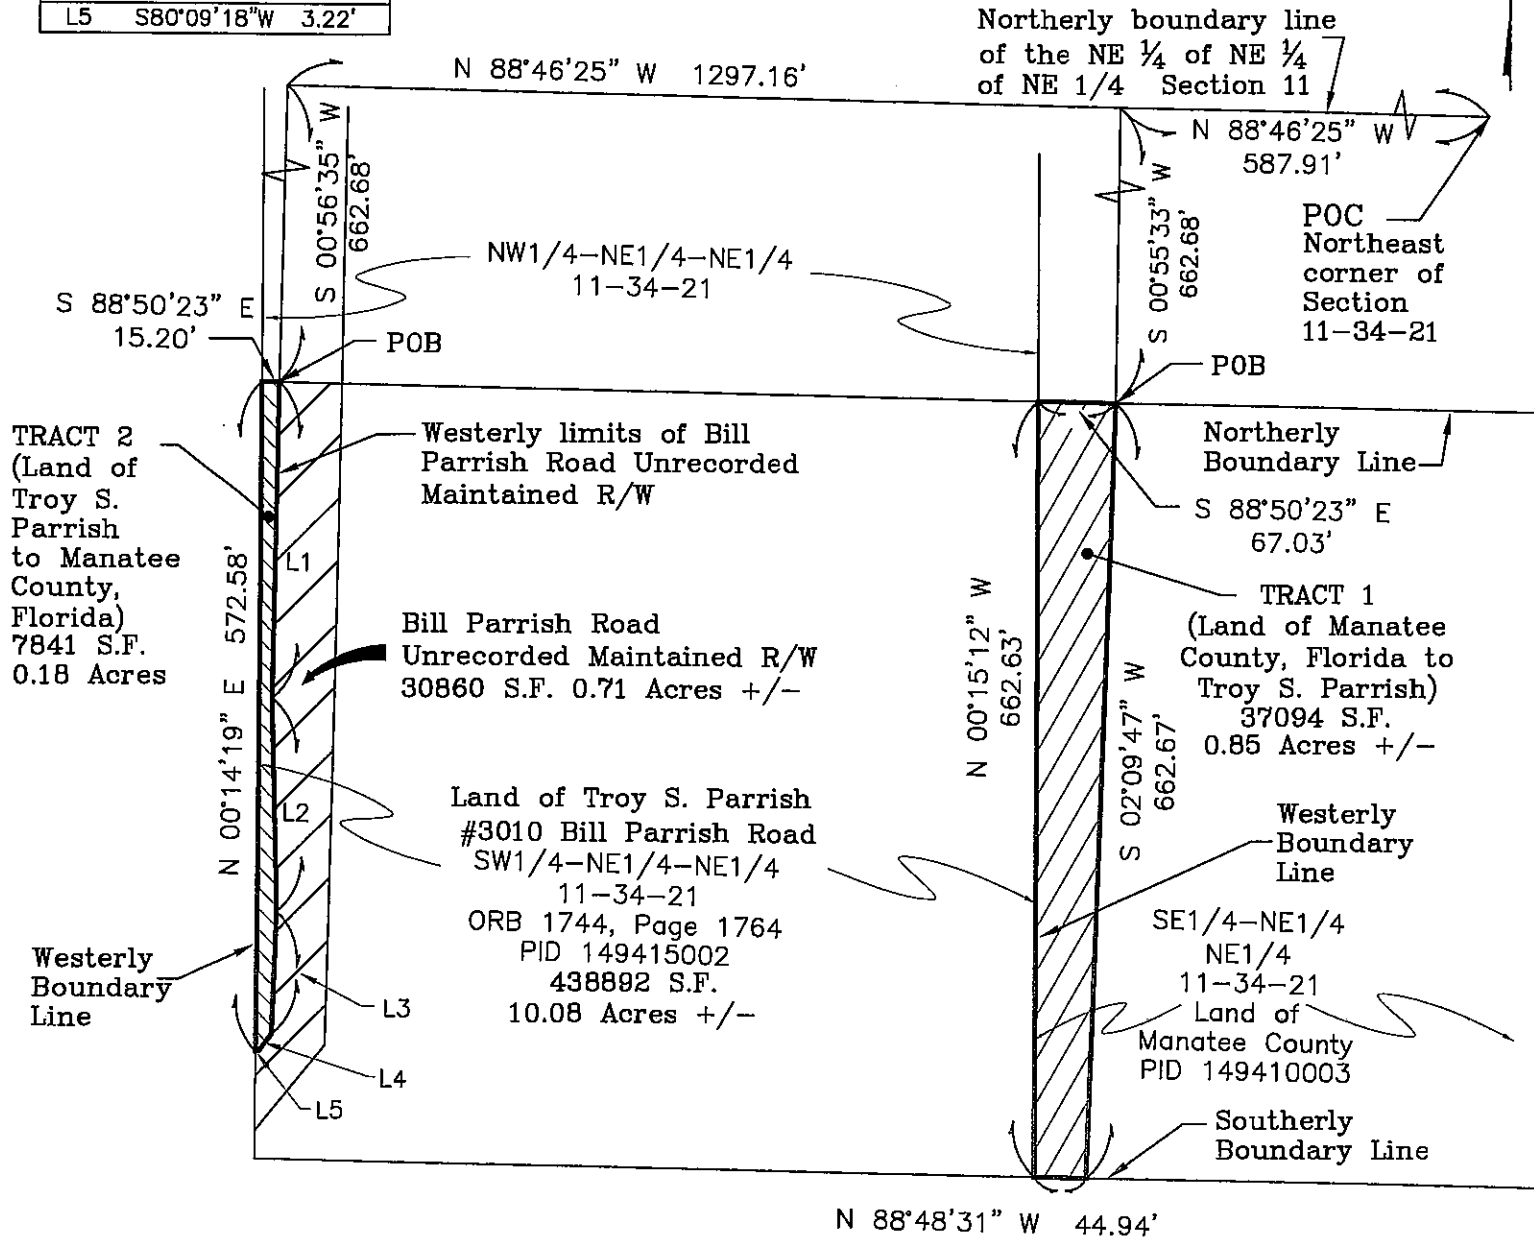 L5 S80°09'18"W 3.22'
Northerly boundary line
of the NE ¼ of NE ¼
of NE 1/4 Section 11
N 88°46'25" W 1297.16'
N 88°46'25" W
587.91'
S 00°56'35" W
662.68'
S 00°55'33" W
662.68'
POC
Northeast
corner of
Section
11-34-21
NW1/4-NE1/4-NE1/4
11-34-21
S 88°50'23" E
15.20'
POB
POB
TRACT 2
(Land of
Troy S.
Parrish
to Manatee
County,
Florida)
7841 S.F.
0.18 Acres
Westerly limits of Bill
Parrish Road Unrecorded
Maintained R/W
Northerly
Boundary Line
S 88°50'23" E
67.03'
L1
N 00°14'19" E 572.58'
Bill Parrish Road
Unrecorded Maintained R/W
30860 S.F. 0.71 Acres +/-
N 00°15'12" W
662.63'
TRACT 1
(Land of Manatee
County, Florida to
Troy S. Parrish)
37094 S.F.
0.85 Acres +/-
S 02°09'47" W
662.67'
L2
Land of Troy S. Parrish
#3010 Bill Parrish Road
SW1/4-NE1/4-NE1/4
11-34-21
ORB 1744, Page 1764
PID 149415002
438892 S.F.
10.08 Acres +/-
Westerly
Boundary
Line
Westerly
Boundary
Line
SE1/4-NE1/4
NE1/4
11-34-21
Land of
Manatee County
PID 149410003
L3
L4
L5
Southerly
Boundary Line
N 88°48'31" W 44.94'